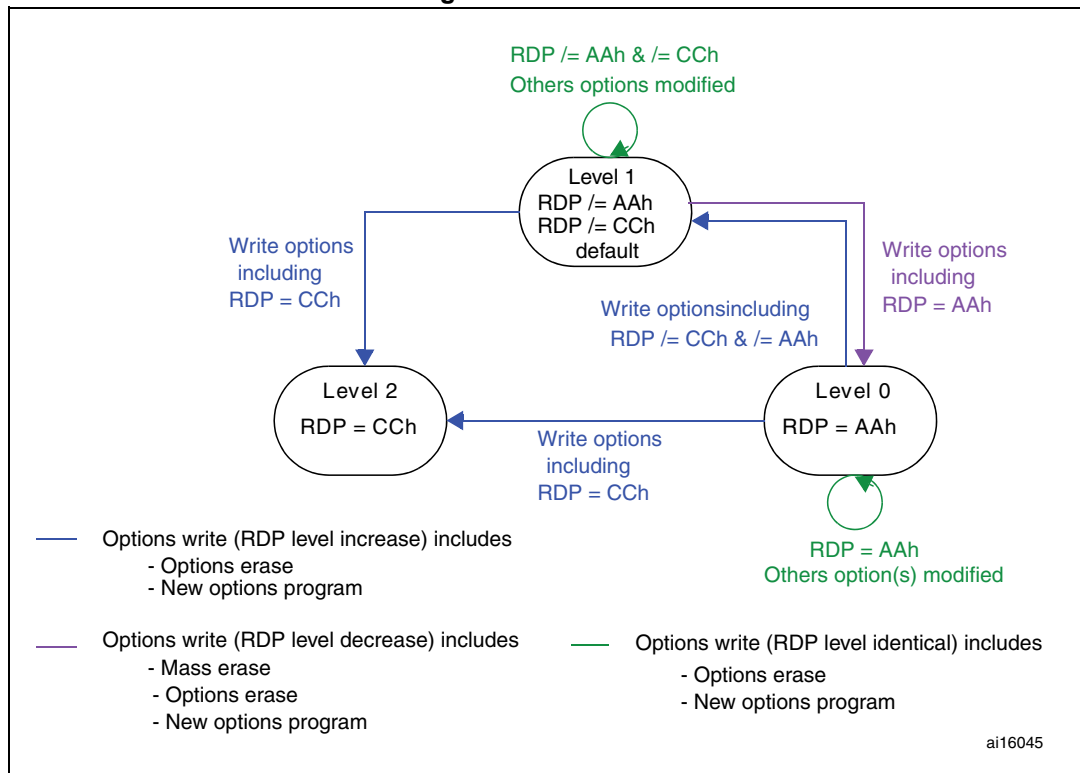 RDP /= AAh & /= CCh
Others options modified
Level 1
RDP /= AAh
RDP /= CCh
default
Write options
including
RDP = CCh
Write options
including
RDP = AAh
Write optionsincluding
RDP /= CCh & /= AAh
Level 2
RDP = CCh
Level 0
RDP = AAh
Write options
including
RDP = CCh
RDP = AAh
Others option(s) modified
Options write (RDP level increase) includes
- Options erase
- New options program
Options write (RDP level decrease) includes
- Mass erase
- Options erase
- New options program
Options write (RDP level identical) includes
- Options erase
- New options program
ai16045